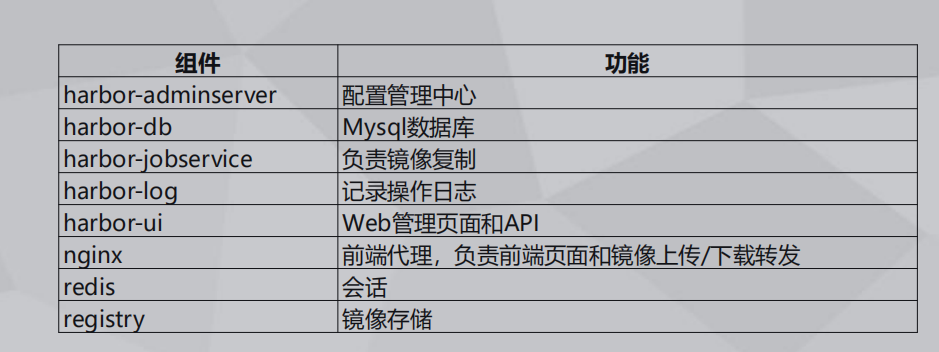 组件 功能
harbor-adminserver 配置管理中心
harbor-db Mysql数据库
harbor-jobservice 负责镜像复制
harbor-log 记录操作日志
harbor-ui Web管理页面和API
nginx 前端代理，负责前端页面和镜像上传/下载转发
redis 会话
registry 镜像存储